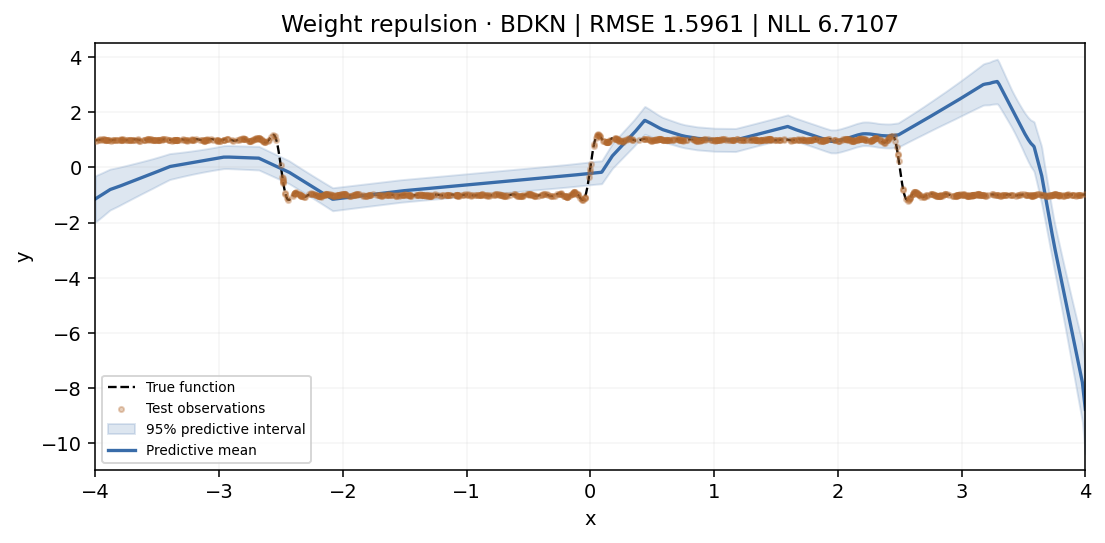 Weight repulsion · BDKN | RMSE 1.5961 | NLL 6.7107
4
2
0
−2
−4
−6
−8
−10
y
True function
Test observations
95% predictive interval
Predictive mean
−4
−3
−2
−1
0
1
2
3
4
x